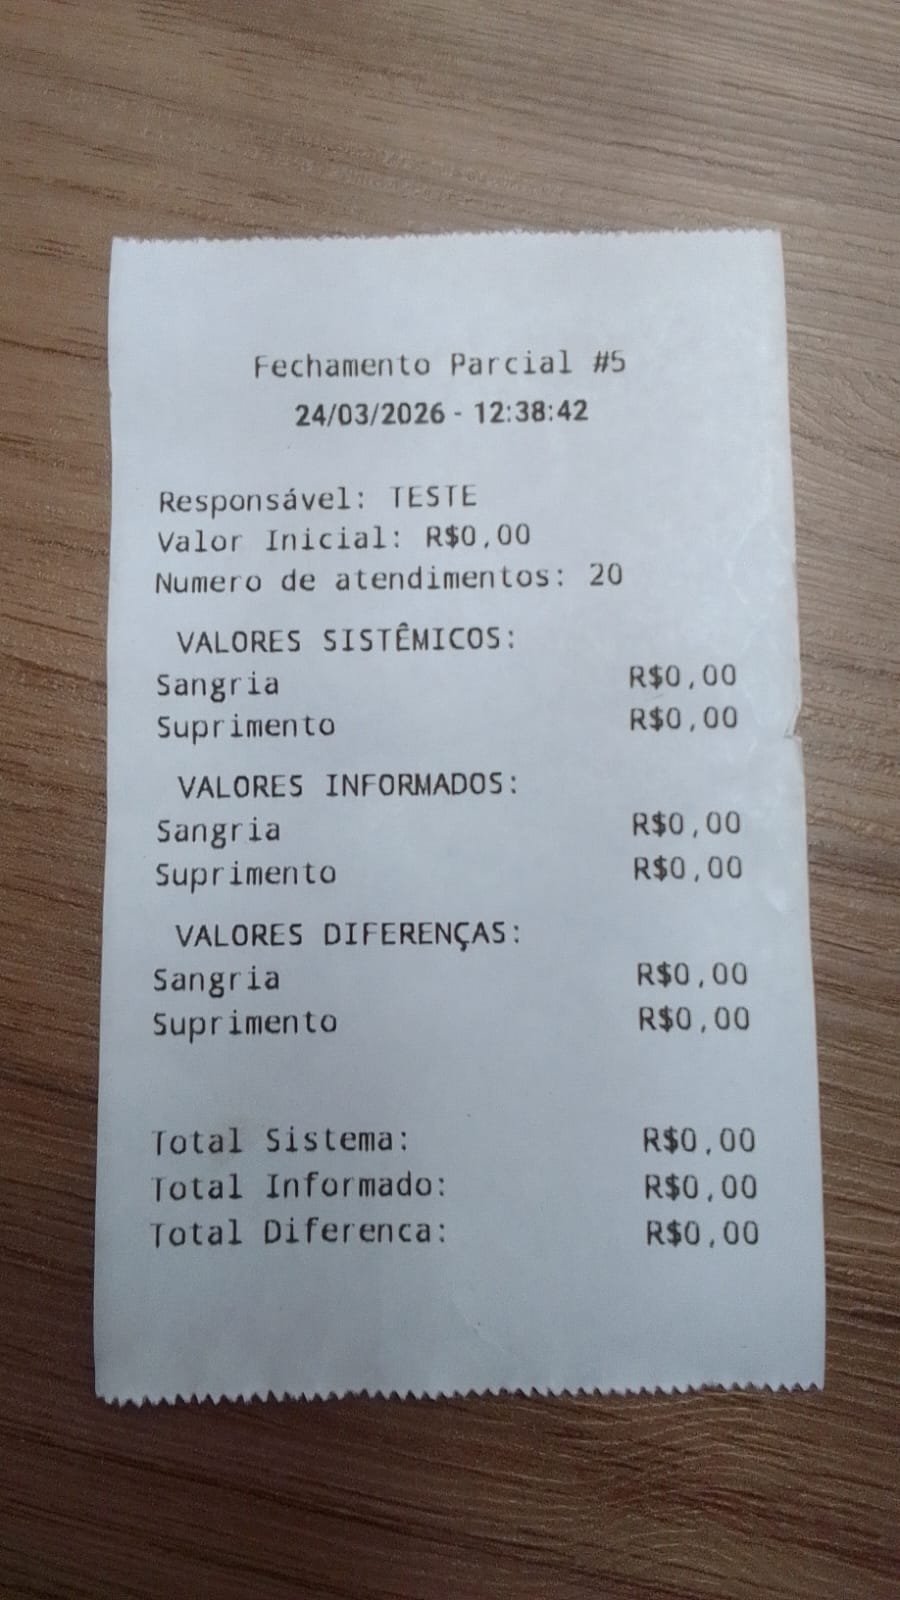 Fechamento Parcial #5
24/03/2026 - 12:38:42
Responsável: TESTE
Valor Inicial: R$0,00
Numero de atendimentos: 20
VALORES SISTÊMICOS:
Sangria R$0,00
Suprimento R$0,00
VALORES INFORMADOS:
Sangria R$0,00
Suprimento R$0,00
VALORES DIFERENÇAS:
Sangria R$0,00
Suprimento R$0,00
Total Sistema: R$0,00
Total Informado: R$0,00
Total Diferenca: R$0,00